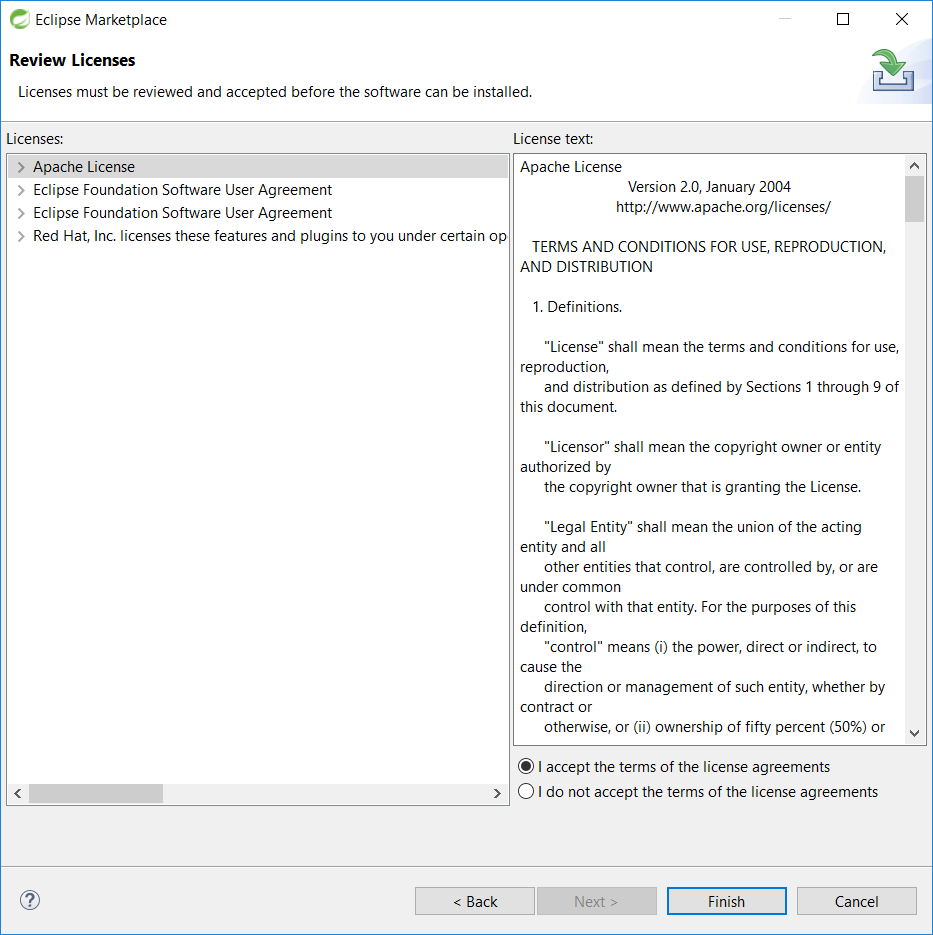 Eclipse Marketplace
Review Licenses
Licenses must be reviewed and accepted before the software can be installed.
Licenses:
Apache License
Eclipse Foundation Software User Agreement
Eclipse Foundation Software User Agreement
Red Hat, Inc. licenses these features and plugins to you under certain op
License text:
Apache License
Version 2.0, January 2004
http://www.apache.org/licenses/
TERMS AND CONDITIONS FOR USE, REPRODUCTION,
AND DISTRIBUTION
1. Definitions.
"License" shall mean the terms and conditions for use,
reproduction,
and distribution as defined by Sections 1 through 9 of
this document.
"Licensor" shall mean the copyright owner or entity
authorized by
the copyright owner that is granting the License.
"Legal Entity" shall mean the union of the acting
entity and all
other entities that control, are controlled by, or are
under common
control with that entity. For the purposes of this
definition,
"control" means (i) the power, direct or indirect, to
cause the
direction or management of such entity, whether by
contract or
otherwise, or (ii) ownership of fifty percent (50%) or
I accept the terms of the license agreements
I do not accept the terms of the license agreements
?
< Back
Next >
Finish
Cancel